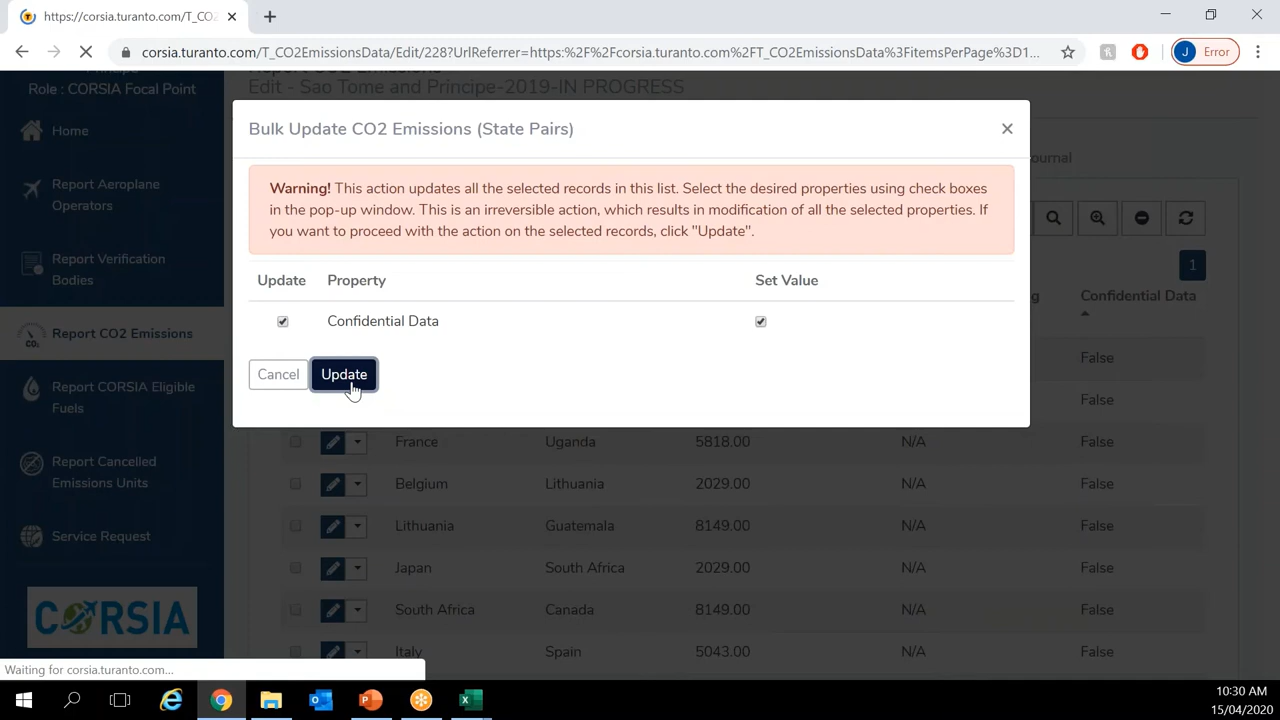 https://corsia.turanto.com/T_CO2
corsia.turanto.com/T_CO2EmissionsData/Edit/228?UrlReferrer=https:%2F%2Fcorsia.turanto.com%2FT_CO2EmissionsData%3FitemsPerPage%3D1...
J Error
Role : CORSIA Focal Point
Home
Report Aeroplane
Operators
Report Verification
Bodies
CO₂
Report CO2 Emissions
Report CORSIA Eligible
Fuels
Report Cancelled
Emissions Units
Service Request
CORSIA
Edit - Sao Tome and Principe-2019-IN PROGRESS
Bulk Update CO2 Emissions (State Pairs)
Warning! This action updates all the selected records in this list. Select the desired properties using check boxes
in the pop-up window. This is an irreversible action, which results in modification of all the selected properties. If
you want to proceed with the action on the selected records, click "Update".
Update Property Set Value
Confidential Data
Cancel Update
1
Confidential Data
False
False
France Uganda 5818.00 N/A False
Belgium Lithuania 2029.00 N/A False
Lithuania Guatemala 8149.00 N/A False
Japan South Africa 2029.00 N/A False
South Africa Canada 8149.00 N/A False
Italy Spain 5043.00 N/A False
Waiting for corsia.turanto.com...
10:30 AM
15/04/2020